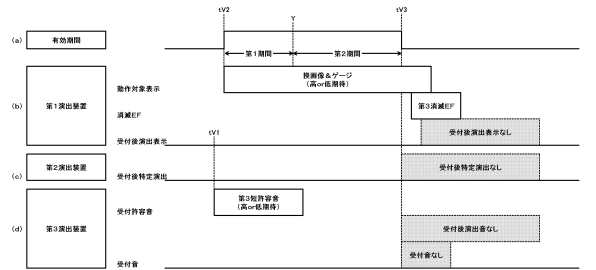 tV2
Y
tV3
(a)
有効期間
第1期間
第2期間
(b)
第1演出装置
動作対象表示
摸画像&ゲージ
(高or低期待)
消滅EF
第3消滅EF
受付後演出表示
受付後演出表示なし
tV1
(c)
第2演出装置
受付後特定演出
受付後特定演出なし
(d)
第3演出装置
受付許容音
第3短許容音
(高or低期待)
受付後演出音なし
受付音なし
受付音